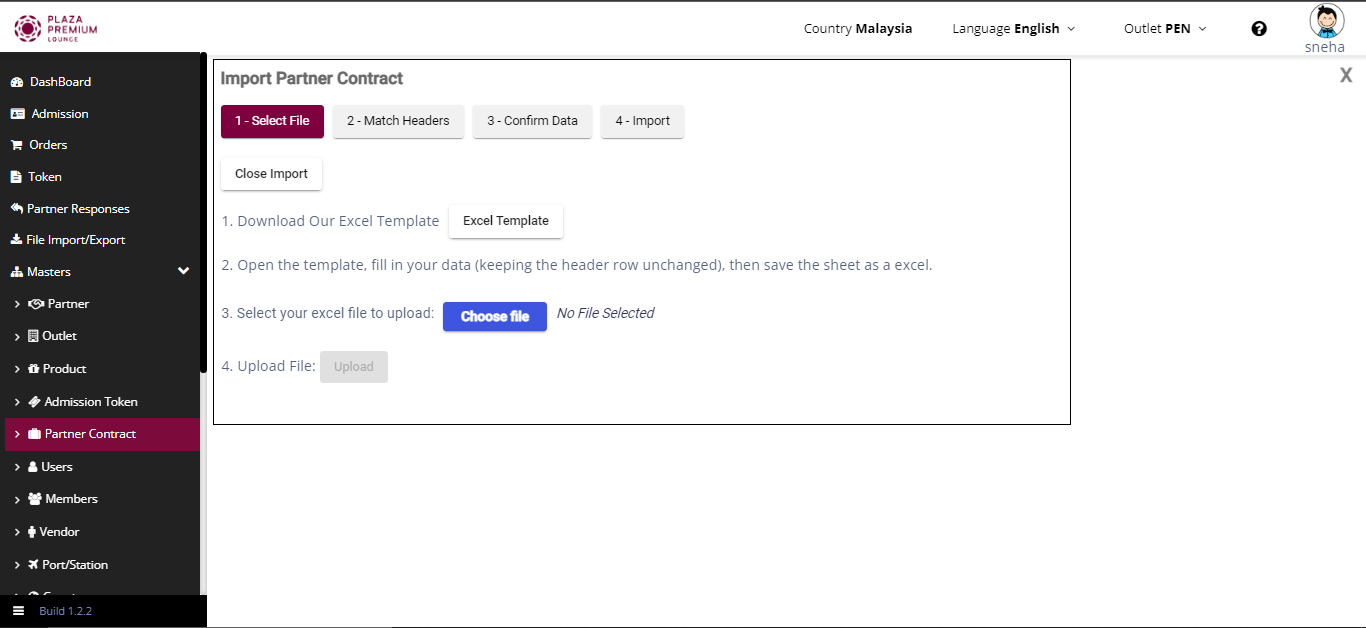 PLAZA
PREMIUM
LOUNGE
Country Malaysia
Language English
Outlet PEN
sneha
DashBoard
Admission
Orders
Token
Partner Responses
File Import/Export
Masters
Partner
Outlet
Product
Admission Token
Partner Contract
Users
Members
Vendor
Port/Station
Build 1.2.2
X
Import Partner Contract
1 - Select File
2 - Match Headers
3 - Confirm Data
4 - Import
Close Import
1. Download Our Excel Template
Excel Template
2. Open the template, fill in your data (keeping the header row unchanged), then save the sheet as a excel.
3. Select your excel file to upload:
Choose file
No File Selected
4. Upload File:
Upload